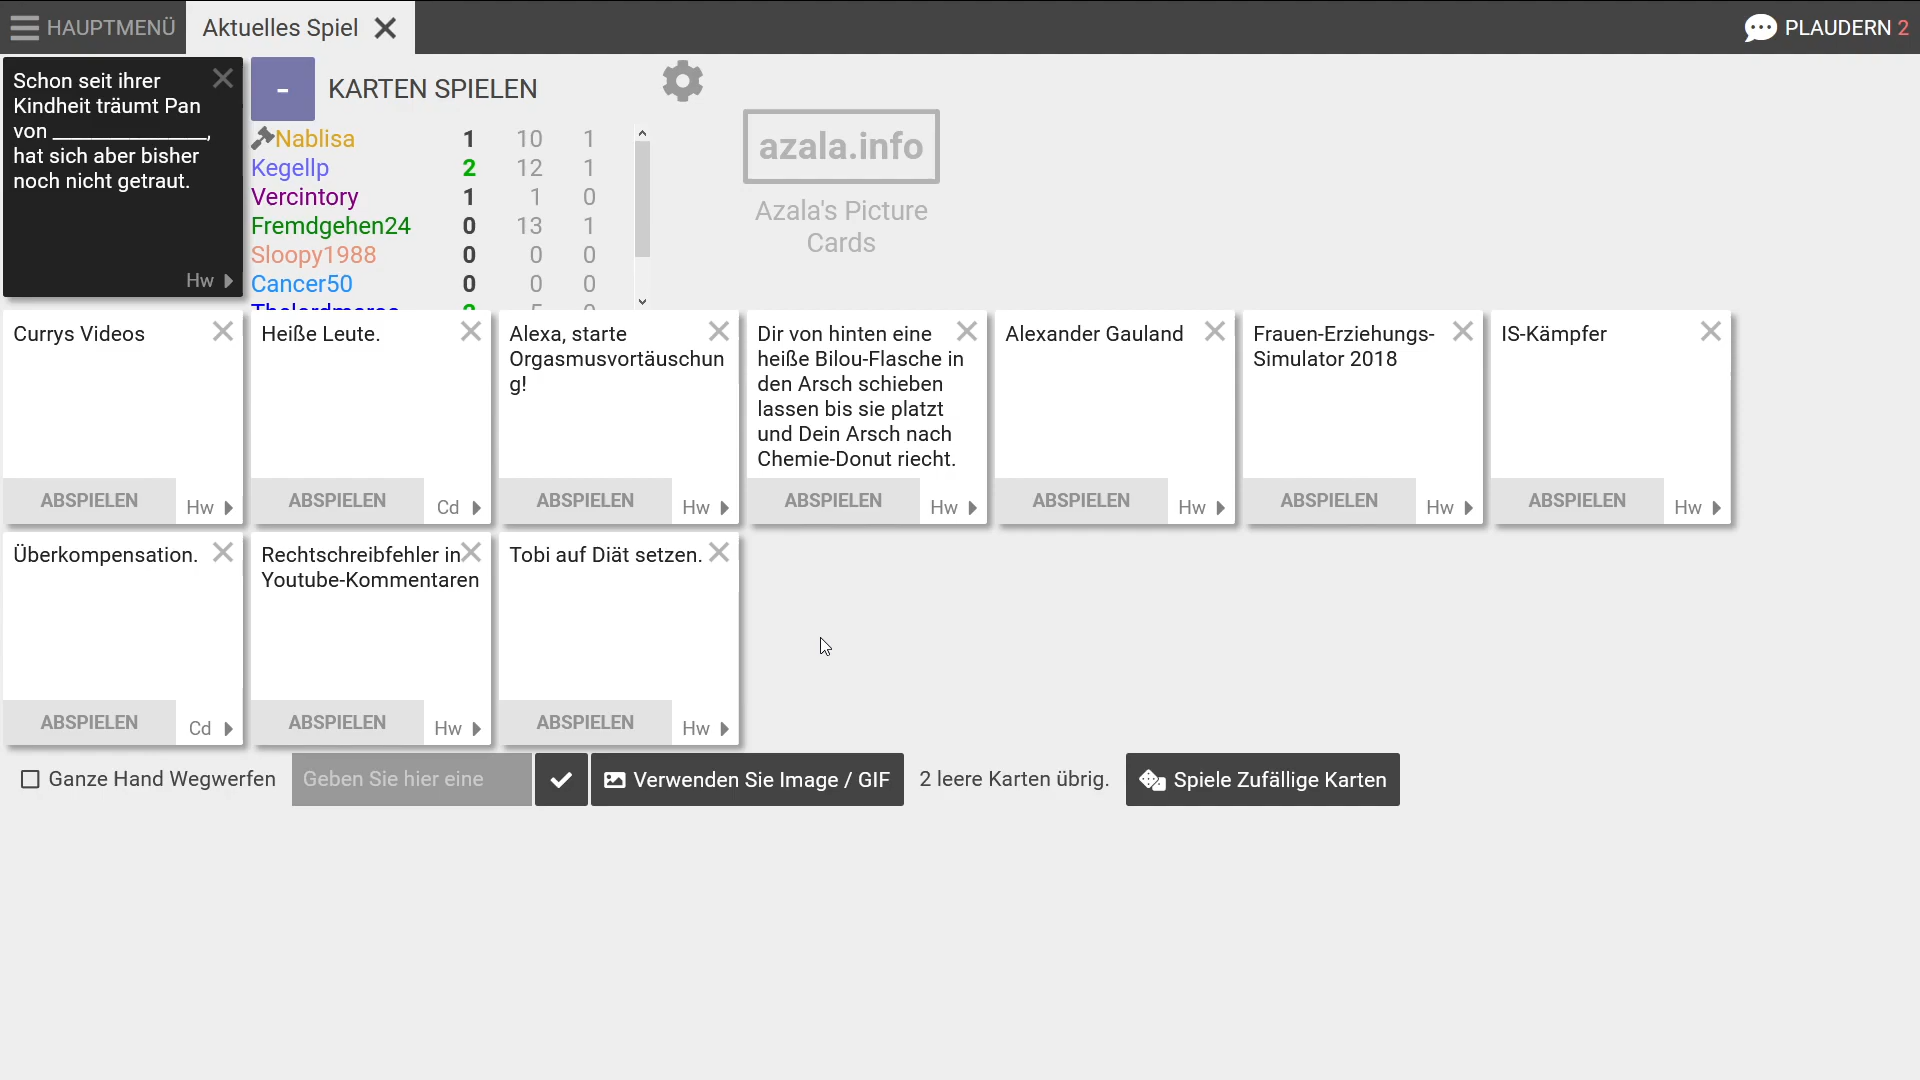 HAUPTMENÜ
Aktuelles Spiel
PLAUDERN 2
Schon seit ihrer
Kindheit träumt Pan
von ______________,
hat sich aber bisher
noch nicht getraut.
Hw
-
KARTEN SPIELEN
Nablisa 1 10 1
Kegellp 2 12 1
Vercintory 1 1 0
Fremdgehen24 0 13 1
Sloopy1988 0 0 0
Cancer50 0 0 0
azala.info
Azala's Picture
Cards
Currys Videos
ABSPIELEN
Hw
Heiße Leute.
ABSPIELEN
Cd
Alexa, starte
Orgasmusvortäuschun
g!
ABSPIELEN
Hw
Dir von hinten eine
heiße Bilou-Flasche in
den Arsch schieben
lassen bis sie platzt
und Dein Arsch nach
Chemie-Donut riecht.
ABSPIELEN
Hw
Alexander Gauland
ABSPIELEN
Hw
Frauen-Erziehungs-
Simulator 2018
ABSPIELEN
Hw
IS-Kämpfer
ABSPIELEN
Hw
Überkompensation.
ABSPIELEN
Cd
Rechtschreibfehler in
Youtube-Kommentaren
ABSPIELEN
Hw
Tobi auf Diät setzen.
ABSPIELEN
Hw
Ganze Hand Wegwerfen
Geben Sie hier eine
Verwenden Sie Image / GIF
2 leere Karten übrig.
Spiele Zufällige Karten